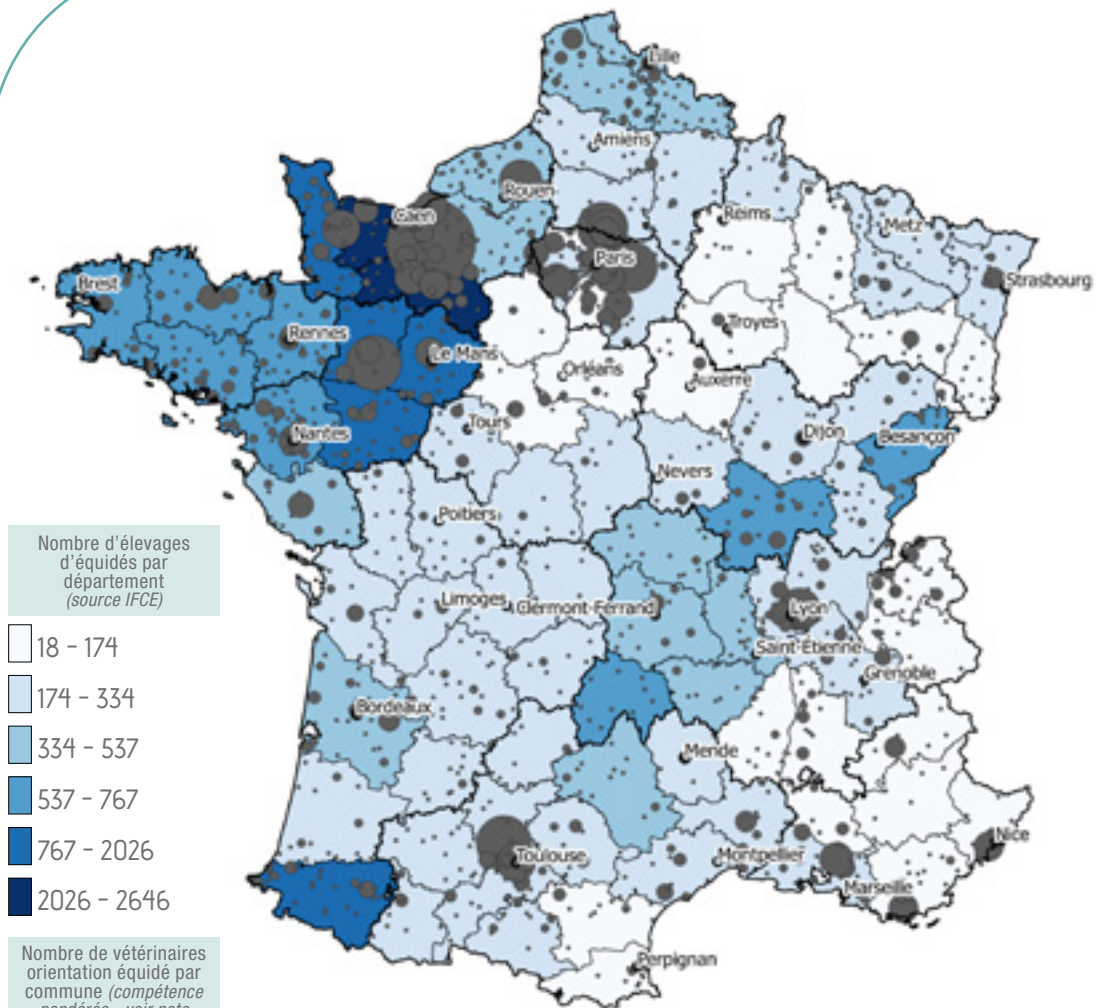 Lille
Amiens
Rouen
Caen
Reims
Metz
Paris
Strasbourg
Brest
Troyes
Rennes
Le Mans
Orléans
Auxerre
Tours
Dijon
Besançon
Nantes
Nevers
Poitiers
Limoges
Clermont-Ferrand
Lyon
Saint-Etienne
Grenoble
Bordeaux
Mende
Toulouse
Montpellier
Nice
Marseille
Perpignan
Nombre d'élevages
d'équidés par
département
(source IFCE)
18 - 174
174 - 334
334 - 537
537 - 767
767 - 2026
2026 - 2646
Nombre de vétérinaires
orientation équidé par
commune (compétence